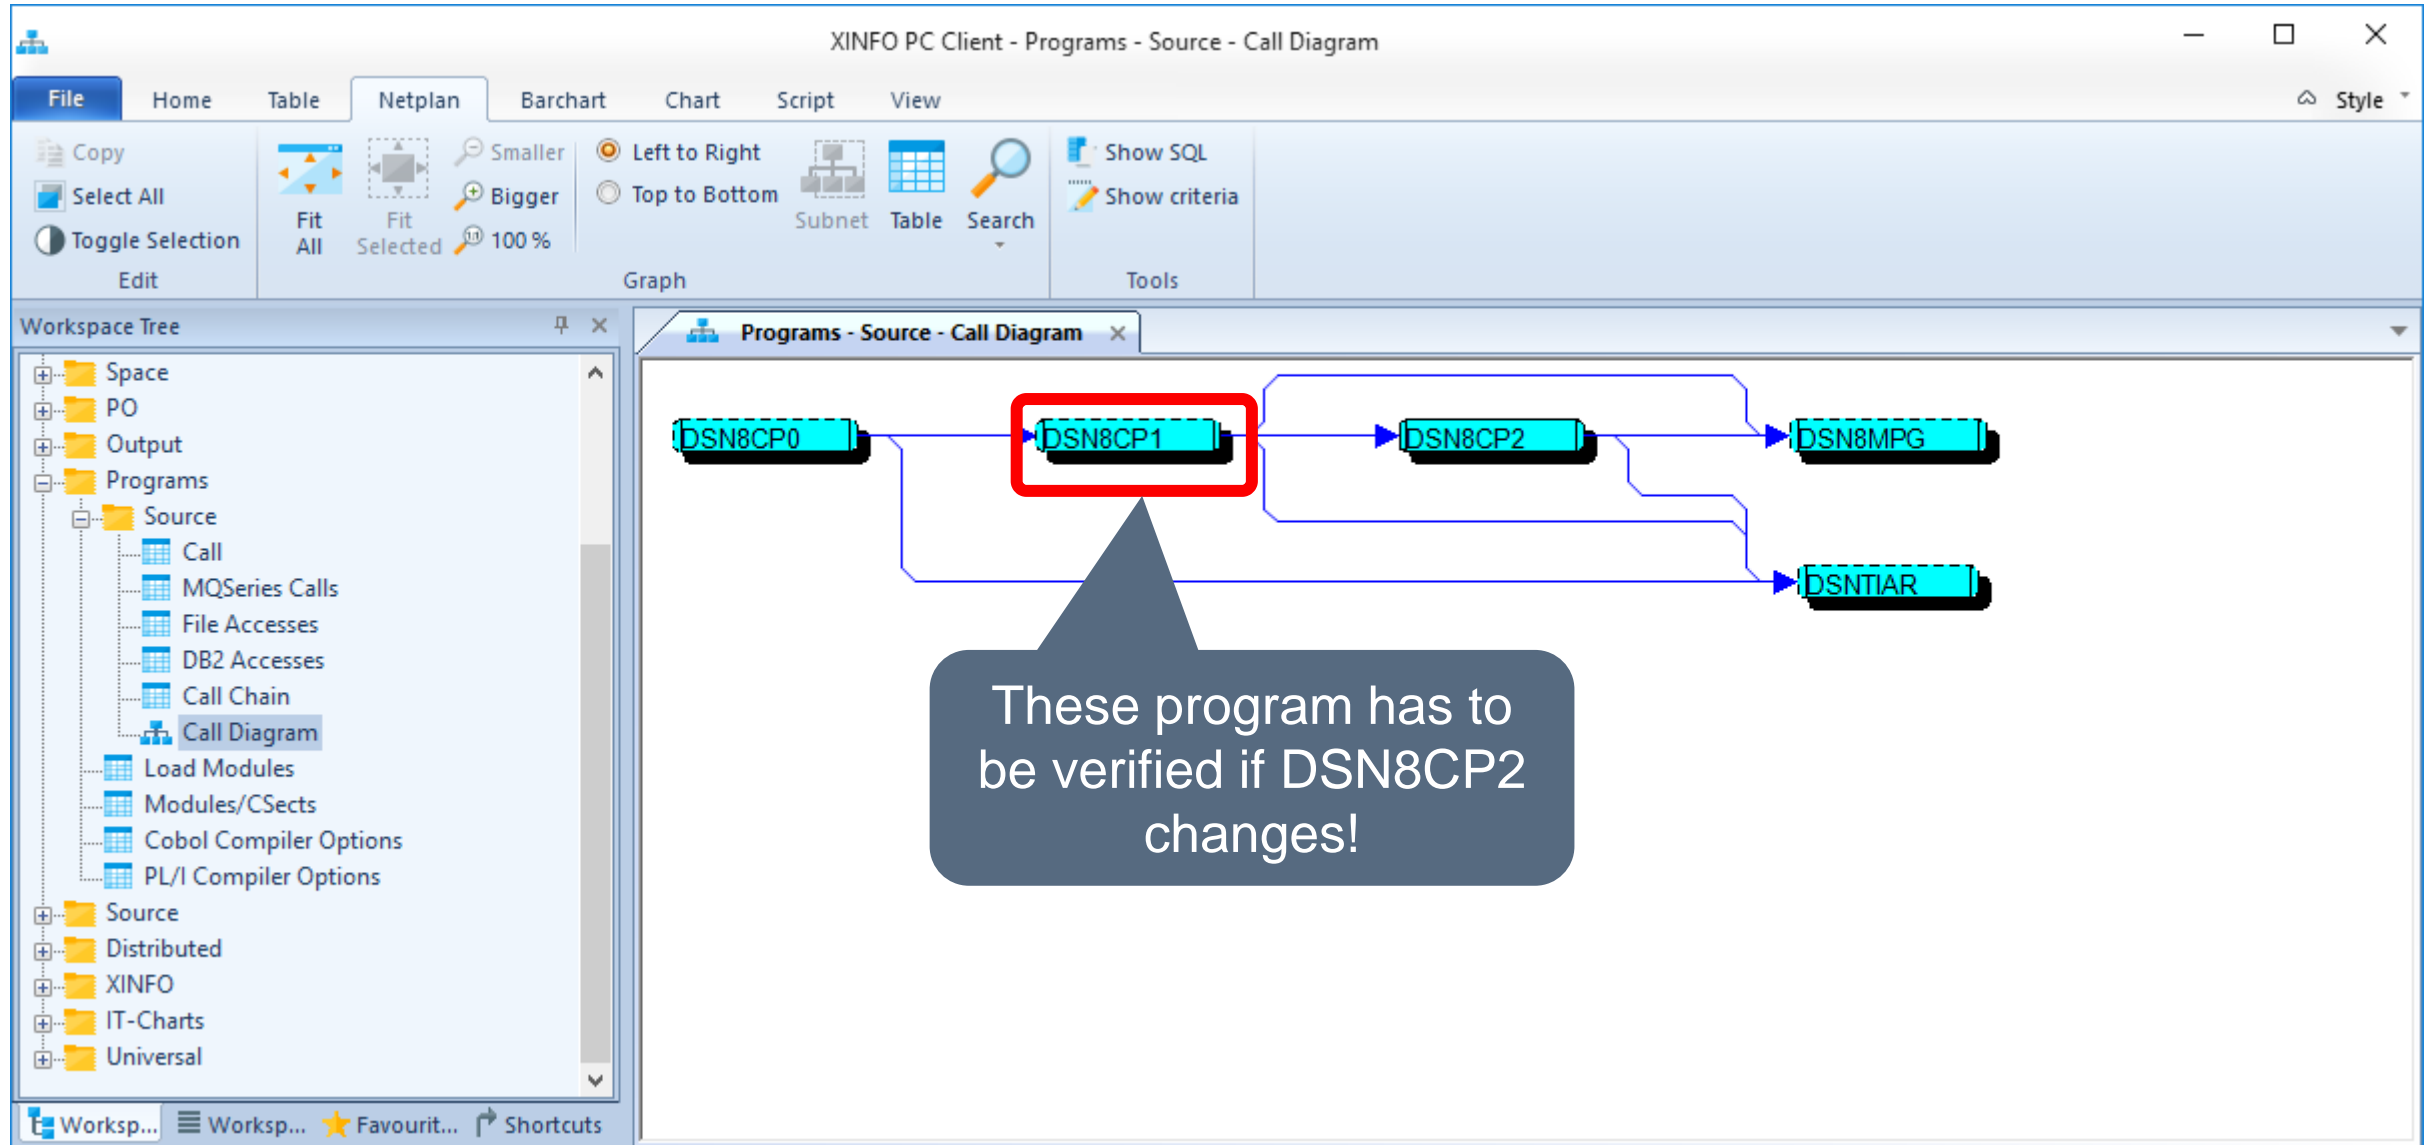 XINFO PC Client - Programs - Source - Call Diagram
File Home Table Netplan Barchart Chart Script View Style
Copy
Select All
Toggle Selection
Edit
Fit All
Fit Selected
Smaller
Bigger
100 %
Left to Right
Top to Bottom
Subnet
Table
Search
Graph
Show SQL
Show criteria
Tools
Workspace Tree
Space
PO
Output
Programs
Source
Call
MQSeries Calls
File Accesses
DB2 Accesses
Call Chain
Call Diagram
Load Modules
Modules/CSects
Cobol Compiler Options
PL/I Compiler Options
Source
Distributed
XINFO
IT-Charts
Universal
Worksp... Worksp... Favourit... Shortcuts
Programs - Source - Call Diagram
DSN8CP0 DSN8CP1 DSN8CP2 DSN8MPG
DSNTIAR
These program has to
be verified if DSN8CP2
changes!